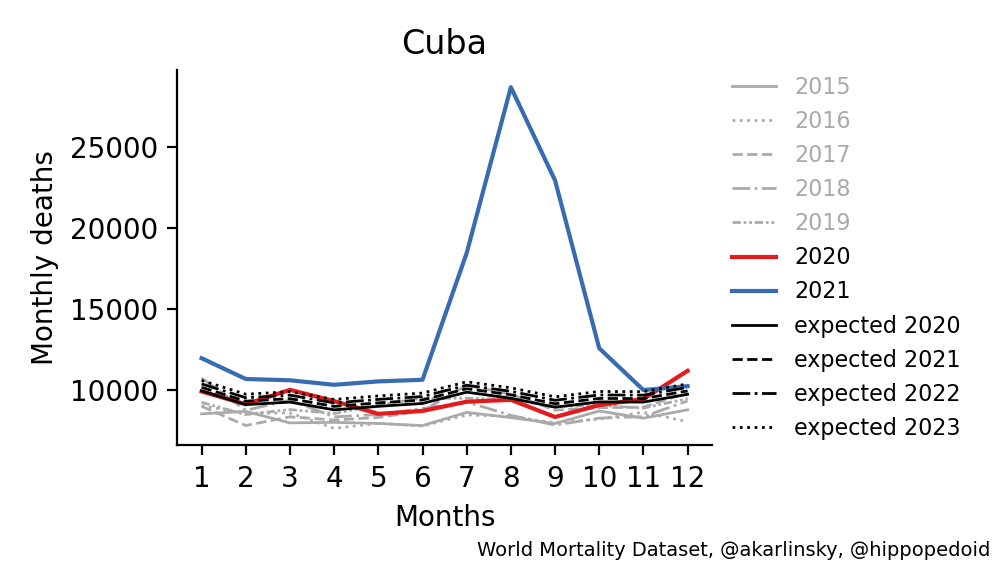 Cuba
Monthly deaths
25000
20000
15000
10000
1 2 3 4 5 6 7 8 9 10 11 12
Months
2015
2016
2017
2018
2019
2020
2021
expected 2020
expected 2021
expected 2022
expected 2023
World Mortality Dataset, @akarlinsky, @hippopedoid